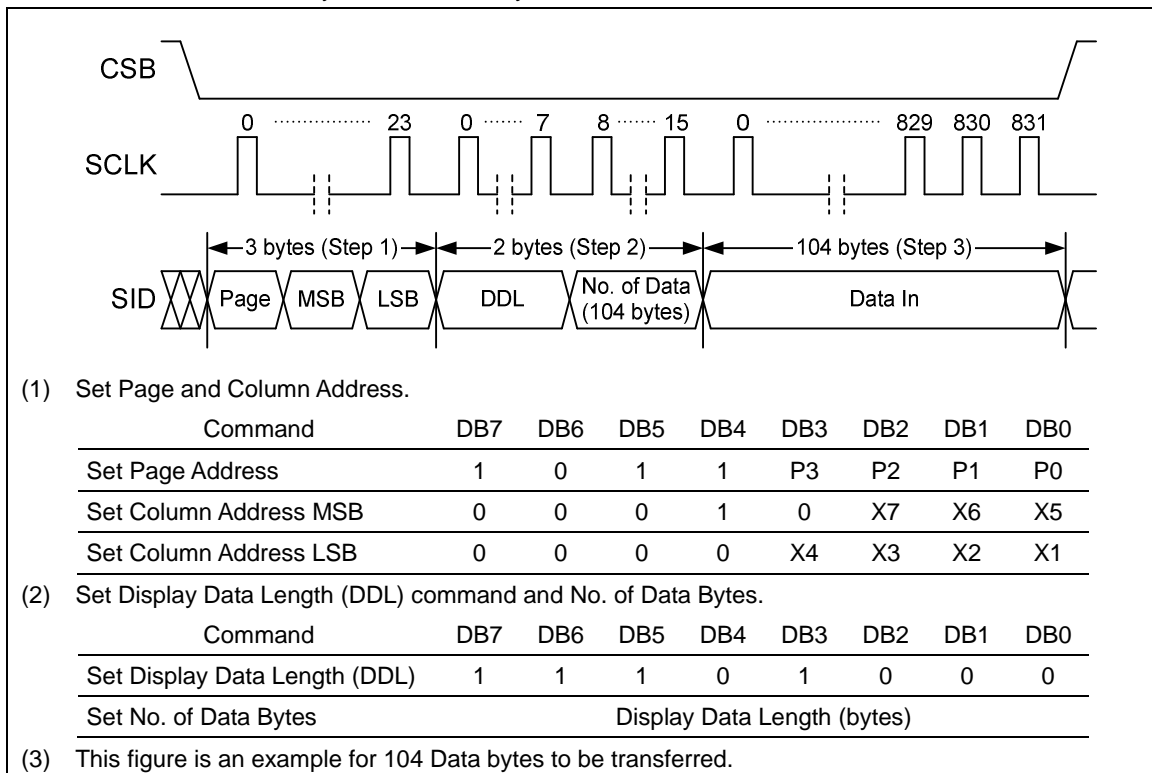 CSB
0 ················ 23 0 ······ 7 8 ······ 15 0 ···················· 829 830 831
SCLK
3 bytes (Step 1) 2 bytes (Step 2) 104 bytes (Step 3)
SID Page MSB LSB DDL No. of Data (104 bytes) Data In
(1) Set Page and Column Address.
Command DB7 DB6 DB5 DB4 DB3 DB2 DB1 DB0
Set Page Address 1 0 1 1 P3 P2 P1 P0
Set Column Address MSB 0 0 0 1 0 X7 X6 X5
Set Column Address LSB 0 0 0 0 X4 X3 X2 X1
(2) Set Display Data Length (DDL) command and No. of Data Bytes.
Command DB7 DB6 DB5 DB4 DB3 DB2 DB1 DB0
Set Display Data Length (DDL) 1 1 1 0 1 0 0 0
Set No. of Data Bytes Display Data Length (bytes)
(3) This figure is an example for 104 Data bytes to be transferred.